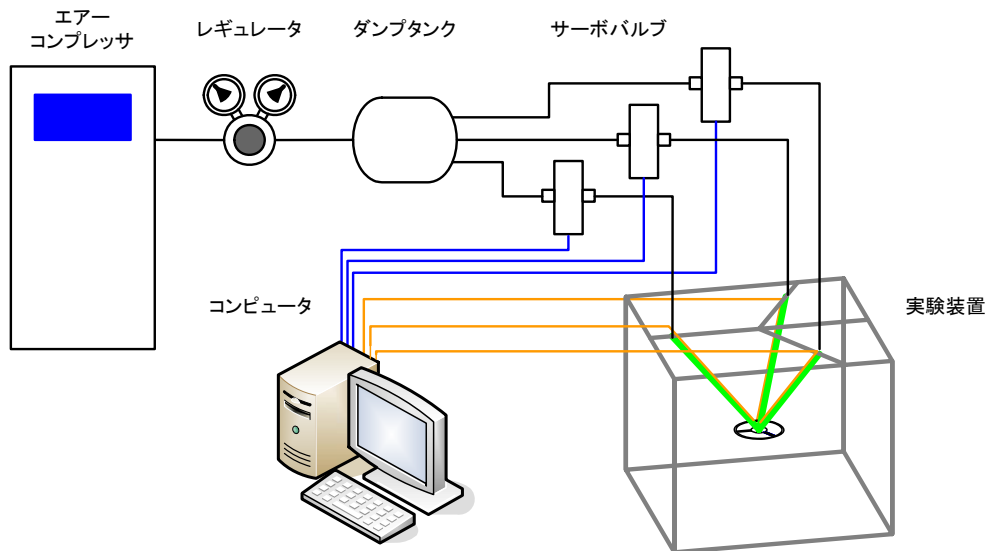 エアー
コンプレッサ
レギュレータ
ダンプタンク
サーボバルブ
コンピュータ
実験装置